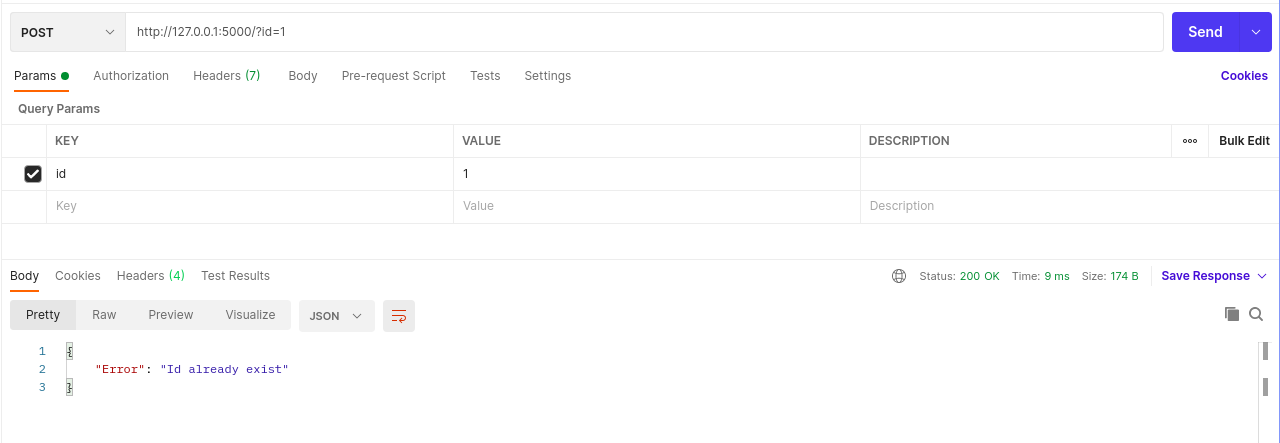 POST http://127.0.0.1:5000/?id=1 Send
Params Authorization Headers (7) Body Pre-request Script Tests Settings Cookies
Query Params
KEY VALUE DESCRIPTION ooo Bulk Edit
id 1
Key Value Description
Body Cookies Headers (4) Test Results Status: 200 OK Time: 9 ms Size: 174 B Save Response
Pretty Raw Preview Visualize JSON
1 {
2 "Error": "Id already exist"
3 }